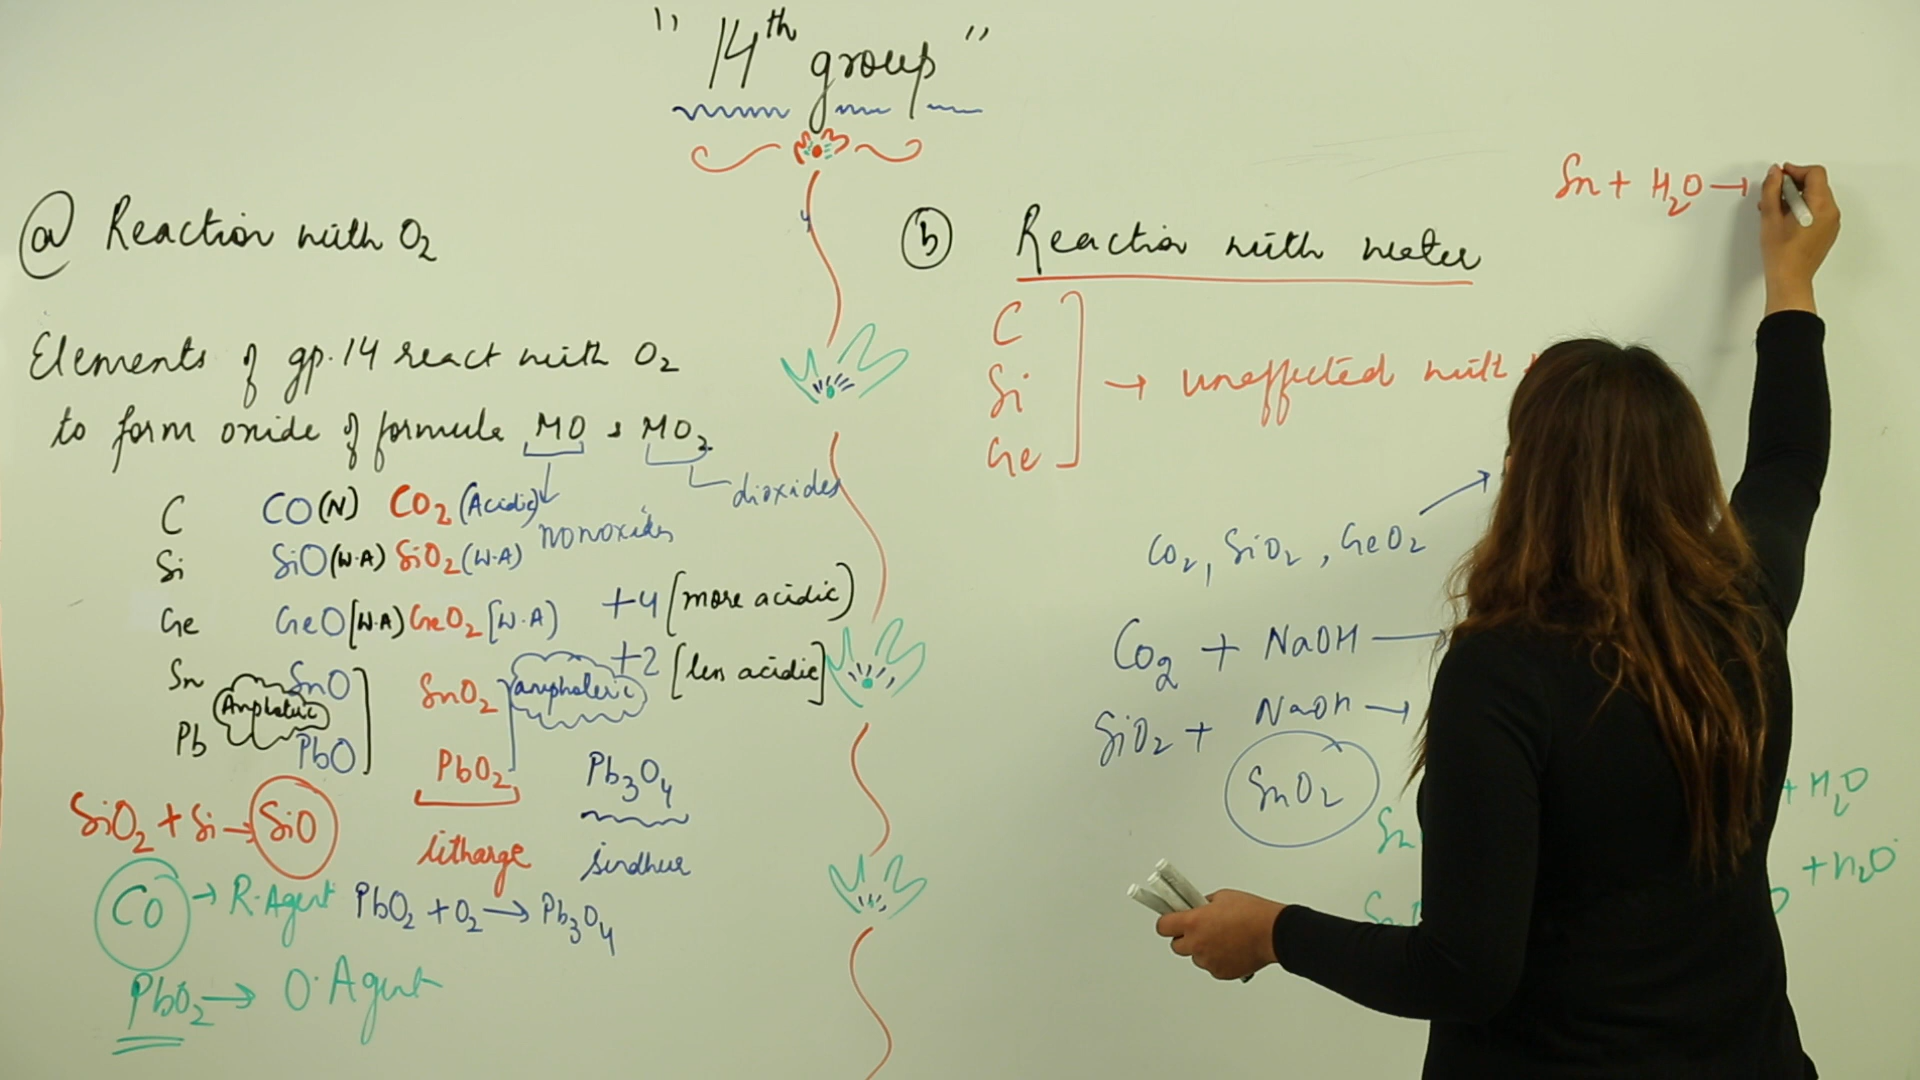 " 14th group "
(a) Reaction with O2
Elements of gp.14 react with O2
to form oxide of formula MO & MO2
monoxides
dioxides
C CO(N) CO2 (Acidic)
Si SiO(W.A) SiO2(W.A)
Ge GeO[W.A] GeO2 [W.A]
+4 [more acidic)
+2 [less acidic]
Sn SnO SnO2
Amphoteric
amphoteric
Pb PbO PbO2 Pb3O4
litharge
sindhur
SiO2 + Si → SiO
CO → R.Agent
PbO2 + O2 → Pb3O4
PbO2 → O.Agent
(b) Reaction with water
Sn + H2O →
C
Si
Ge
→ unaffected with
CO2, SiO2, GeO2
CO2 + NaOH →
SiO2 + NaOH →
SnO2
Sn
+ H2O
+ H2O